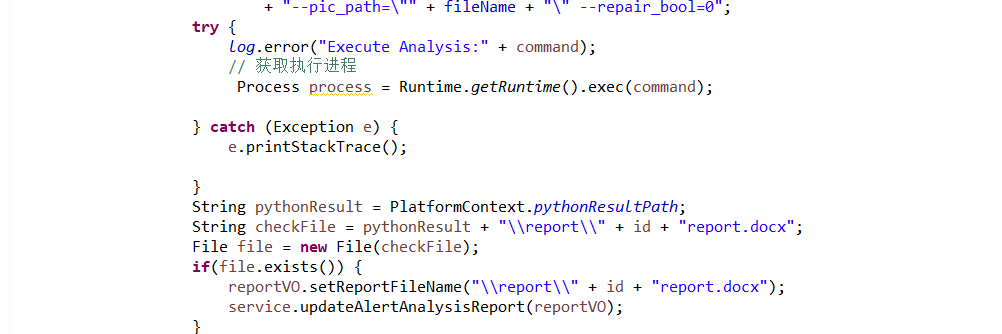 + "--pic_path=\"" + fileName + "\" --repair_bool=0";
try {
log.error("Execute Analysis:" + command);
// 获取执行进程
Process process = Runtime.getRuntime().exec(command);
} catch (Exception e) {
e.printStackTrace();
}
String pythonResult = PlatformContext.pythonResultPath;
String checkFile = pythonResult + "\\report\\" + id + "report.docx";
File file = new File(checkFile);
if(file.exists()) {
reportVO.setReportFileName("\\report\\" + id + "report.docx");
service.updateAlertAnalysisReport(reportVO);
}